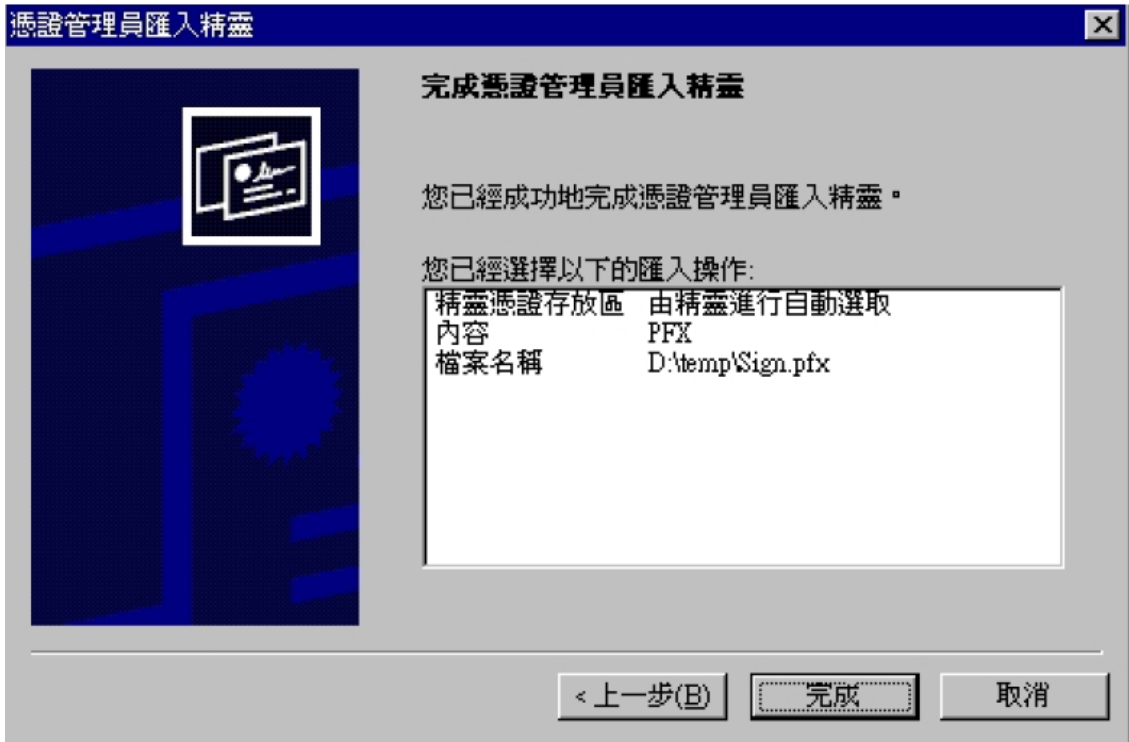 憑證管理員匯入精靈
完成憑證管理員匯入精靈
您已經成功地完成憑證管理員匯入精靈。
您已經選擇以下的匯入操作:
精靈憑證存放區 由精靈進行自動選取
內容 PFX
檔案名稱 D:\temp\Sign.pfx
<上一步(B) 完成 取消